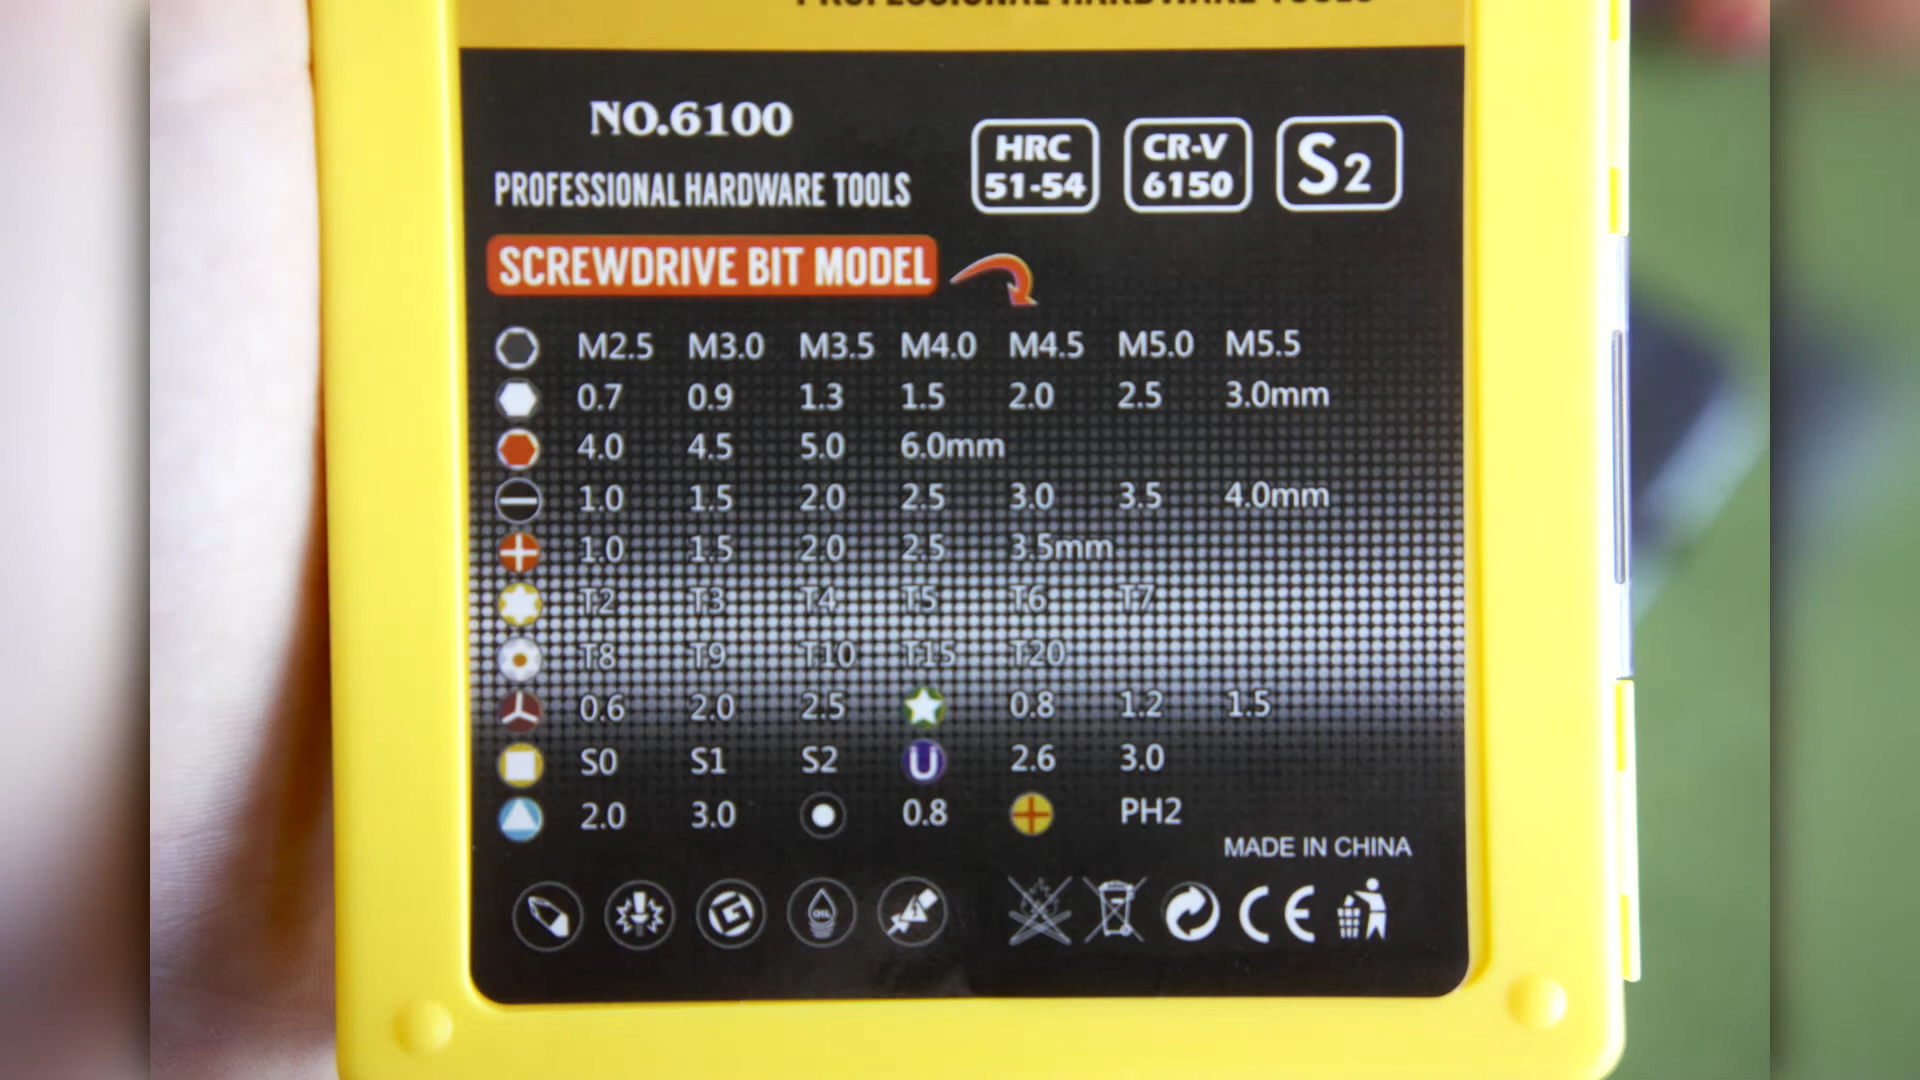 PROFESSIONAL HARDWARE TOOLS
NO.6100
PROFESSIONAL HARDWARE TOOLS
HRC
51-54
CR-V
6150
S2
SCREWDRIVE BIT MODEL
M2.5 M3.0 M3.5 M4.0 M4.5 M5.0 M5.5
0.7 0.9 1.3 1.5 2.0 2.5 3.0mm
4.0 4.5 5.0 6.0mm
1.0 1.5 2.0 2.5 3.0 3.5 4.0mm
1.0 1.5 2.0 2.5 3.5mm
T2 T3 T4 T5 T6 T7
T8 T9 T10 T15 T20
0.6 2.0 2.5 0.8 1.2 1.5
S0 S1 S2 U 2.6 3.0
2.0 3.0 0.8 PH2
MADE IN CHINA
OIL
CE